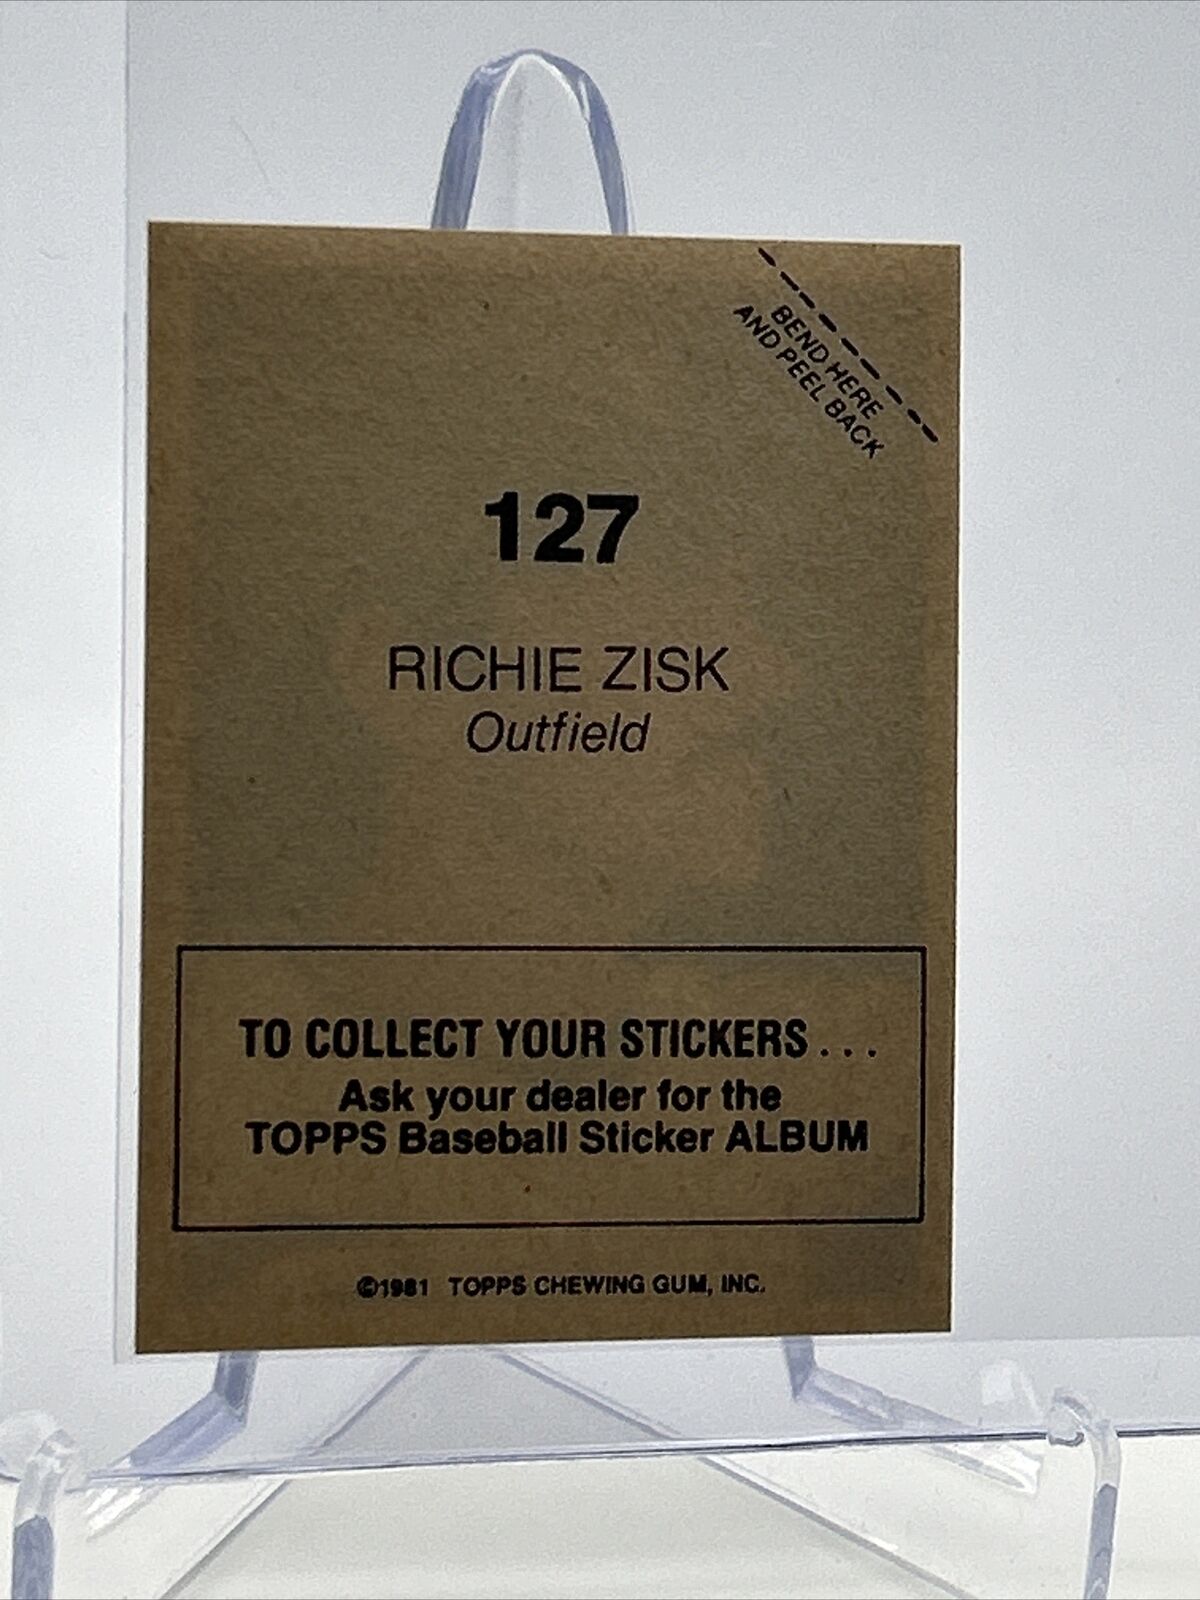 BEND HERE
AND PEEL BACK
127
RICHIE ZISK
Outfield
TO COLLECT YOUR STICKERS . . .
Ask your dealer for the
TOPPS Baseball Sticker ALBUM
©1981 TOPPS CHEWING GUM, INC.